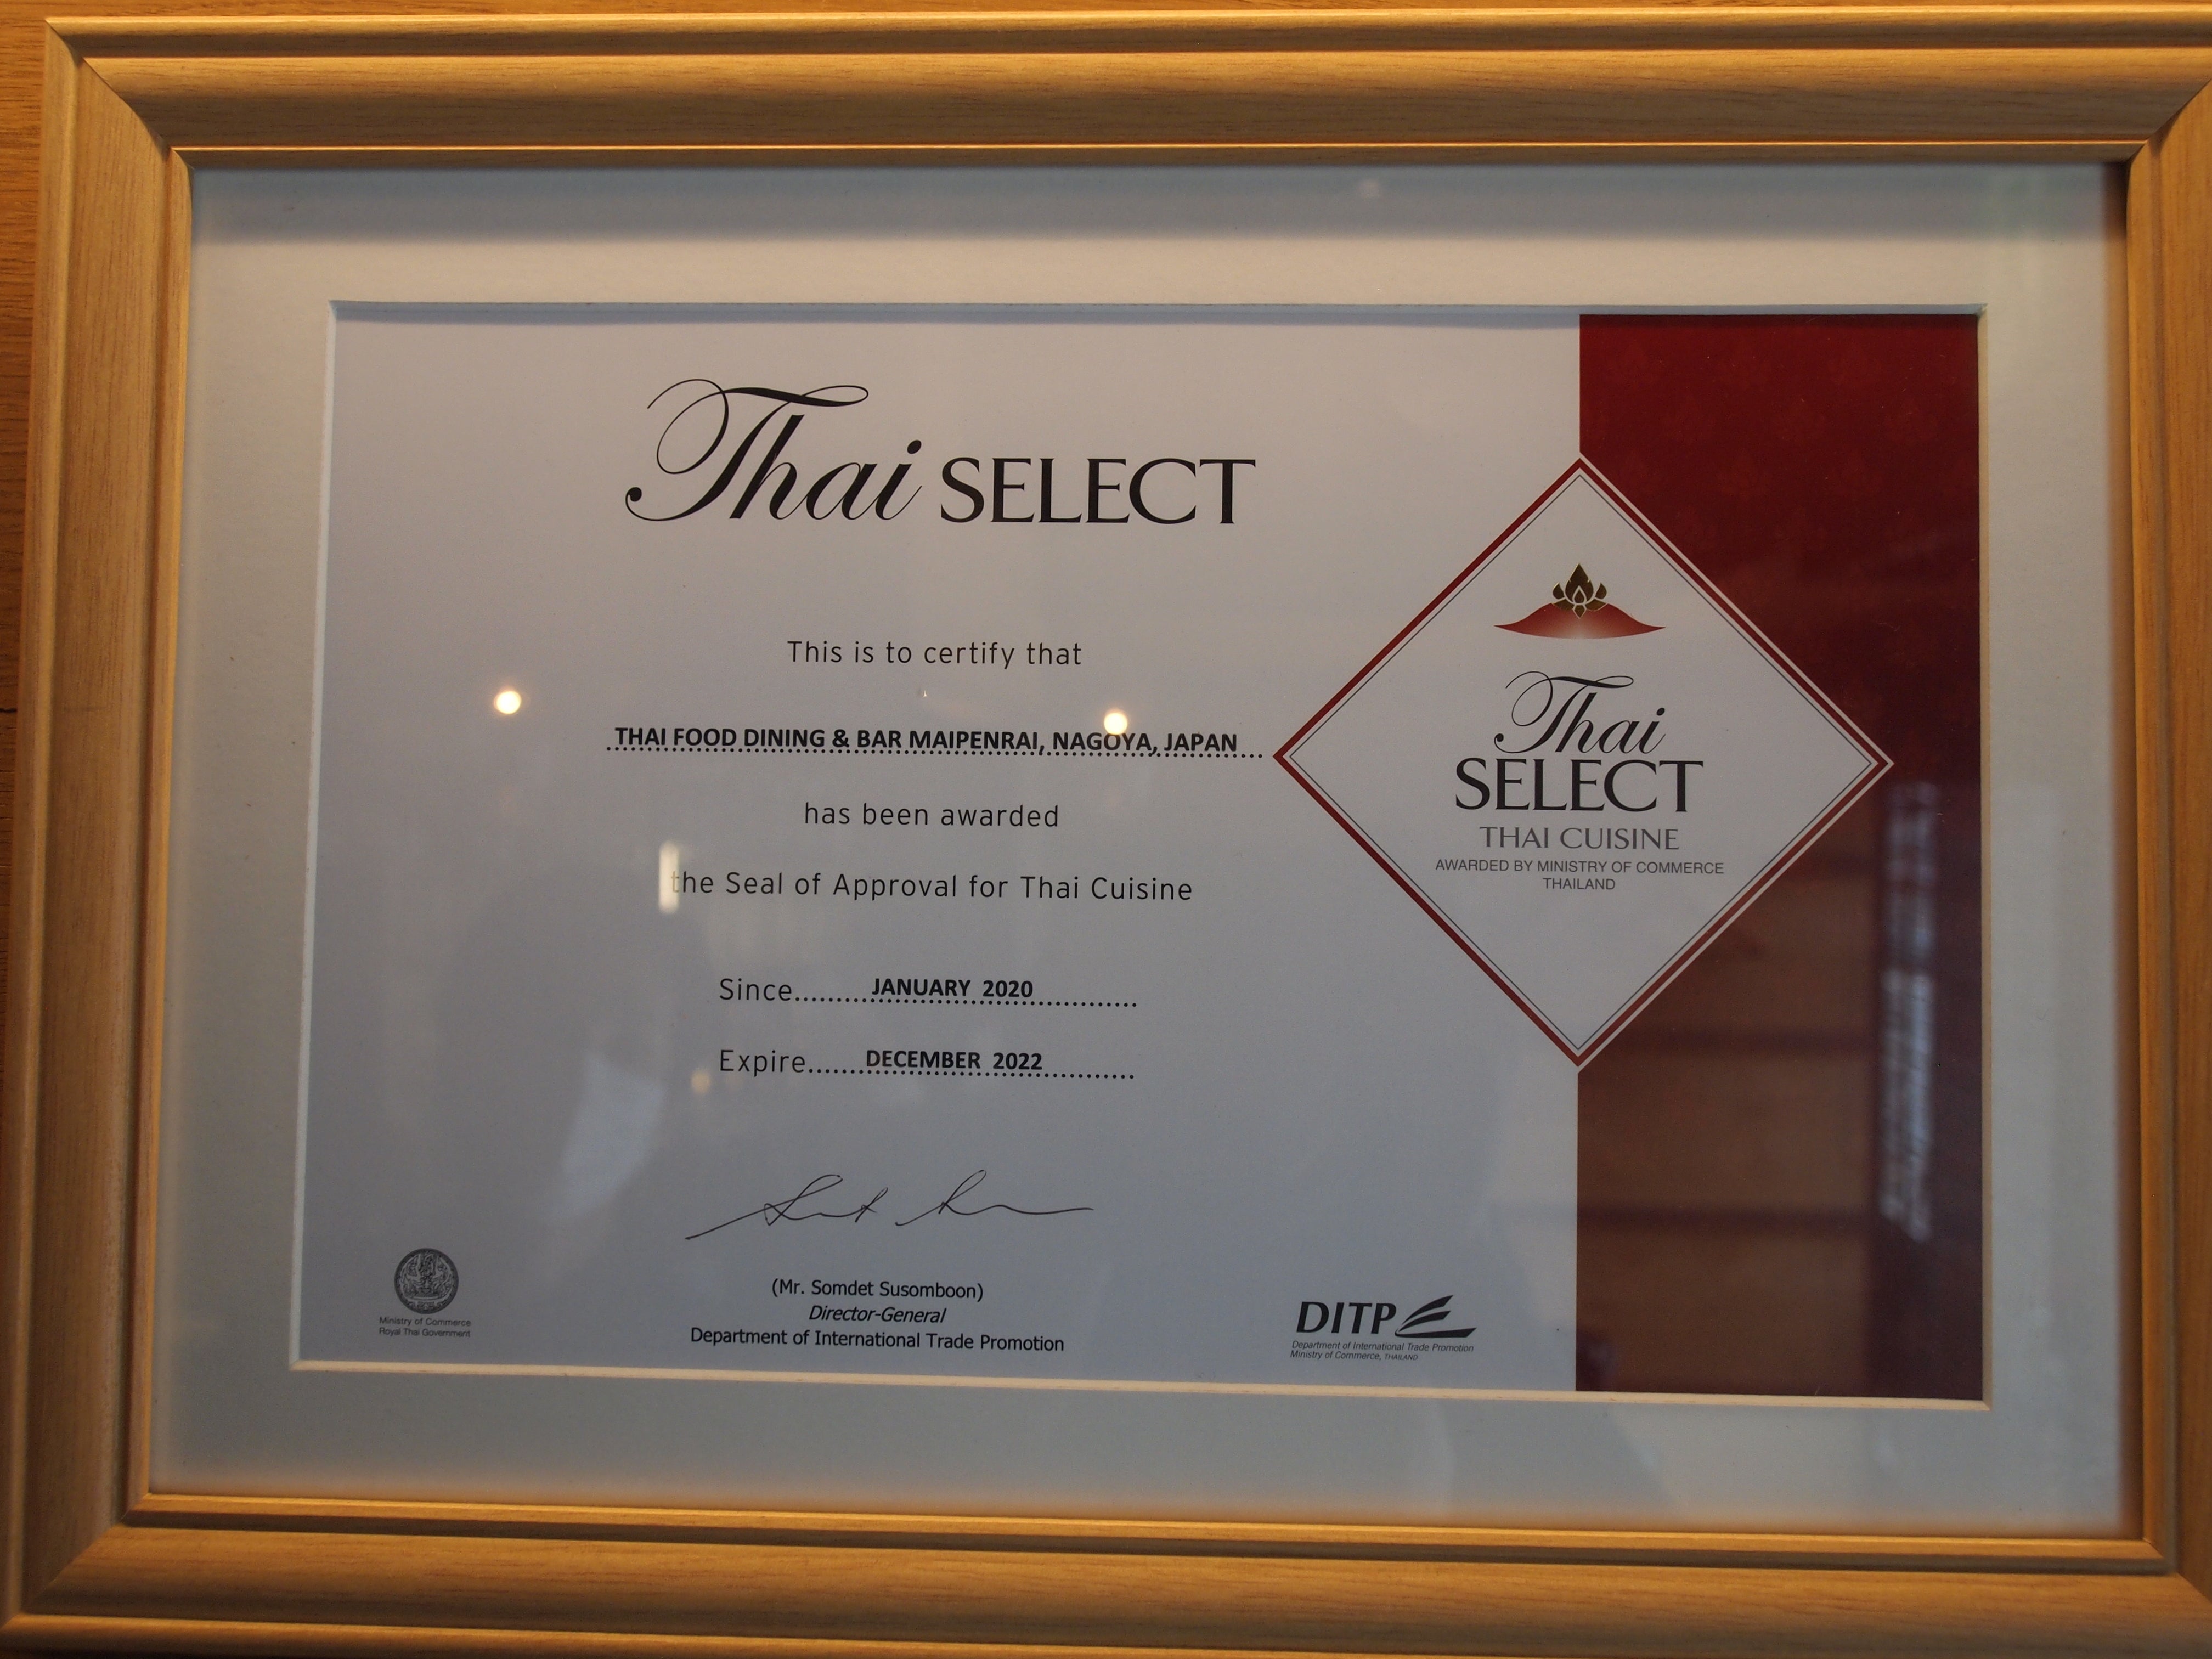 Thai SELECT
This is to certify that
THAI FOOD DINING & BAR MAIPENRAI, NAGOYA, JAPAN
has been awarded
the Seal of Approval for Thai Cuisine
Since.........JANUARY 2020............
Expire.......DECEMBER 2022...........
(Mr. Somdet Susomboon)
Director-General
Department of International Trade Promotion
Ministry of Commerce
Royal Thai Government
DITP
Department of International Trade Promotion
Ministry of Commerce, THAILAND
Thai
SELECT
THAI CUISINE
AWARDED BY MINISTRY OF COMMERCE
THAILAND